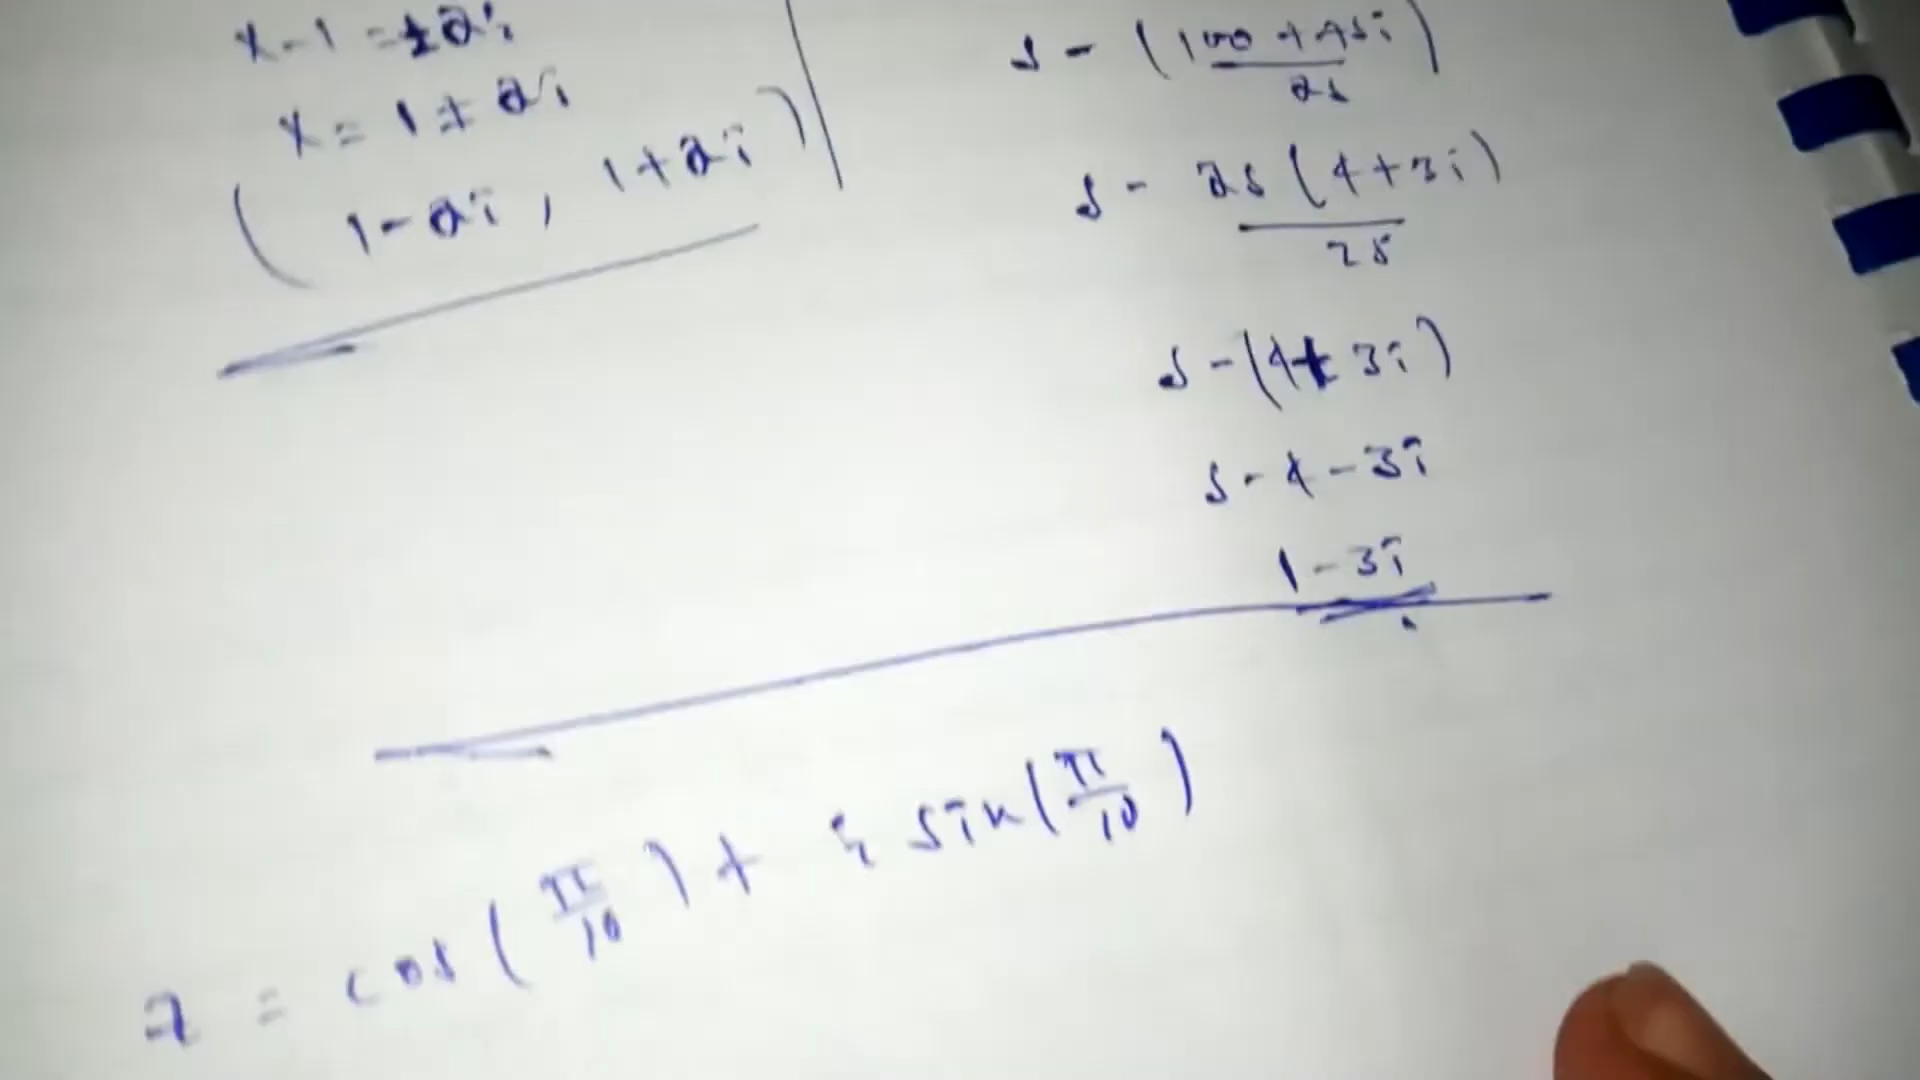 x-1 = ±2i
x = 1 ± 2i
( 1-2i , 1+2i )
5 - (100 + 75i)/25
5 - 25(4+3i)/25
5 - (4+3i)
5 - 4 - 3i
1 - 3i
z = cos(π/10) + i sin(π/10)